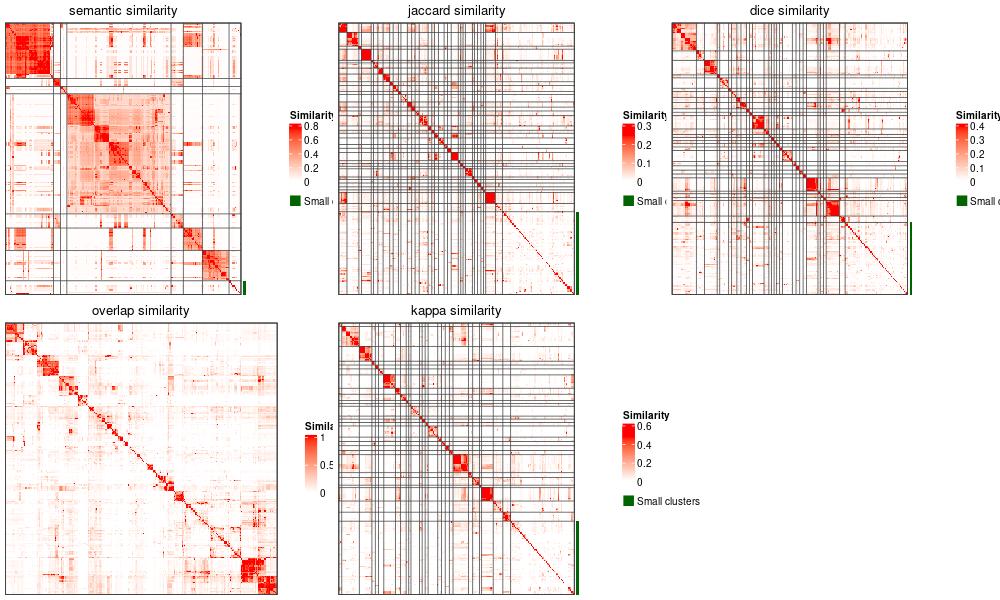 semantic similarity
Similarity
0.8
0.6
0.4
0.2
0
Small
jaccard similarity
Similarity
0.3
0.2
0.1
0
Small
dice similarity
Similarity
0.4
0.3
0.2
0.1
0
Small
overlap similarity
Simila
1
0.5
0
kappa similarity
Similarity
0.6
0.4
0.2
0
Small clusters